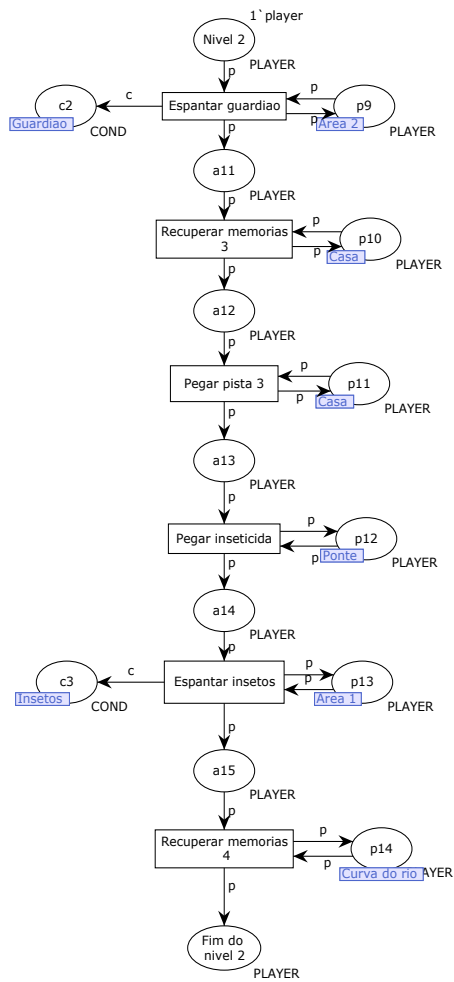 1`player
Nivel 2
p
PLAYER
c
p
c2
Espantar guardiao
p9
Guardiao
p
Area 2
COND
p
PLAYER
a11
PLAYER
p
p
Recuperar memorias
3
p10
p
Casa
p
PLAYER
a12
PLAYER
p
p
Pegar pista 3
p11
p
Casa
p
PLAYER
a13
PLAYER
p
p
Pegar inseticida
p12
p
Ponte
p
PLAYER
a14
PLAYER
p
c
p
c3
Espantar insetos
p
p13
Insetos
Area 1
COND
PLAYER
p
a15
PLAYER
p
p
Recuperar memorias
4
p14
p
Curva do rio
AYER
p
Fim do
nivel 2
PLAYER